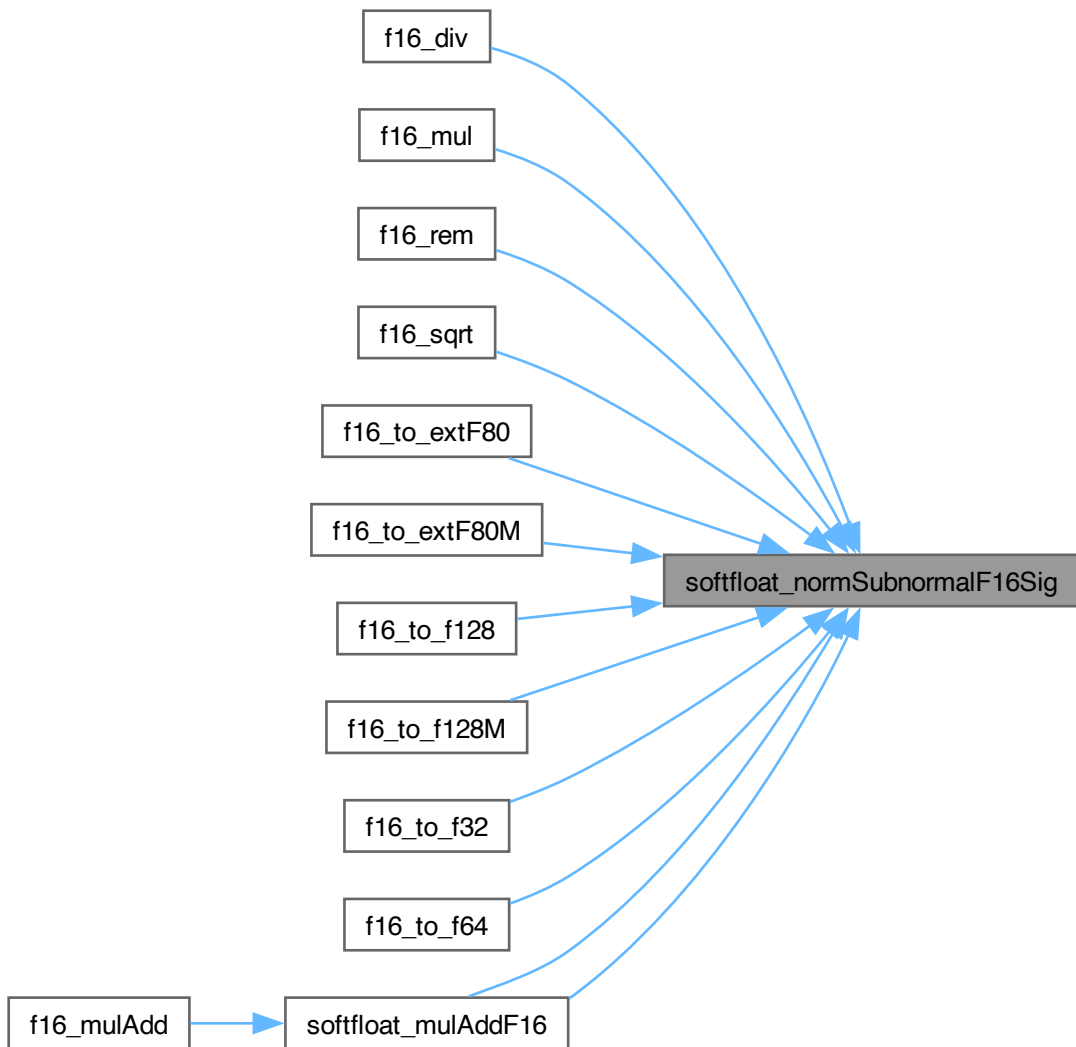 f16_div
f16_mul
f16_rem
f16_sqrt
f16_to_extF80
f16_to_extF80M
softfloat_normSubnormalF16Sig
f16_to_f128
f16_to_f128M
f16_to_f32
f16_to_f64
f16_mulAdd
softfloat_mulAddF16